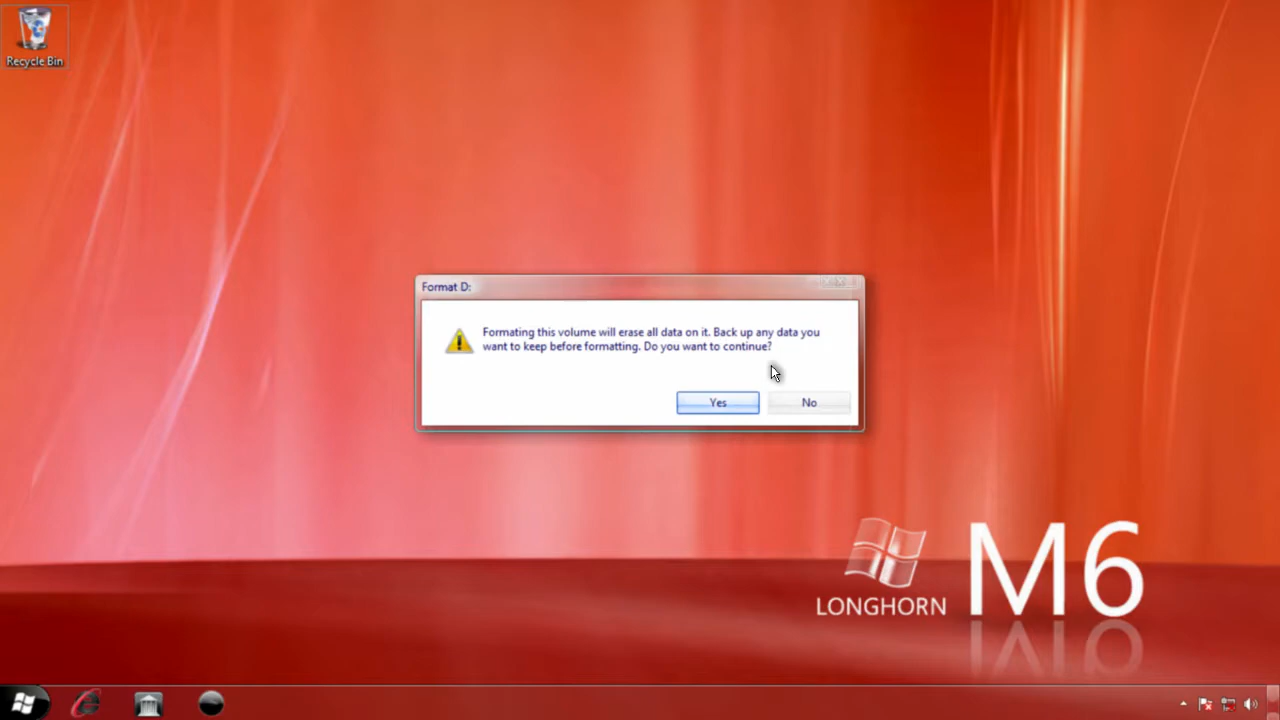 Recycle Bin
Format D:
Formating this volume will erase all data on it. Back up any data you
want to keep before formatting. Do you want to continue?
Yes
No
M6
LONGHORN